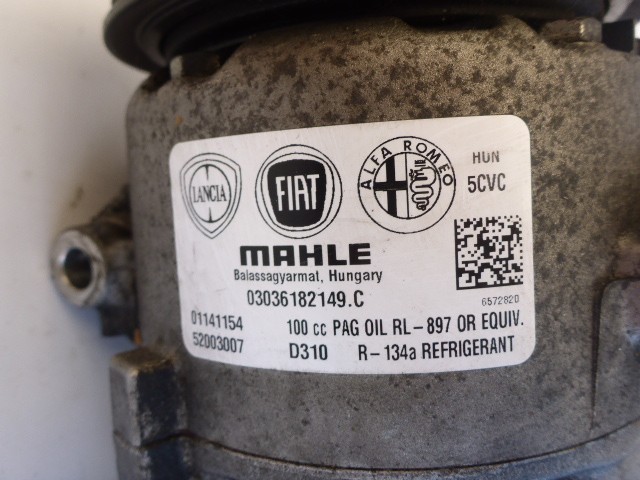 LANCIA
FIAT
ALFA ROMEO
HUN
5CVC
MAHLE
Balassagyarmat, Hungary
03036182149.C
6572820
01141154
100 cc PAG OIL RL-897 OR EQUIV.
52003007 D310 R-134a REFRIGERANT